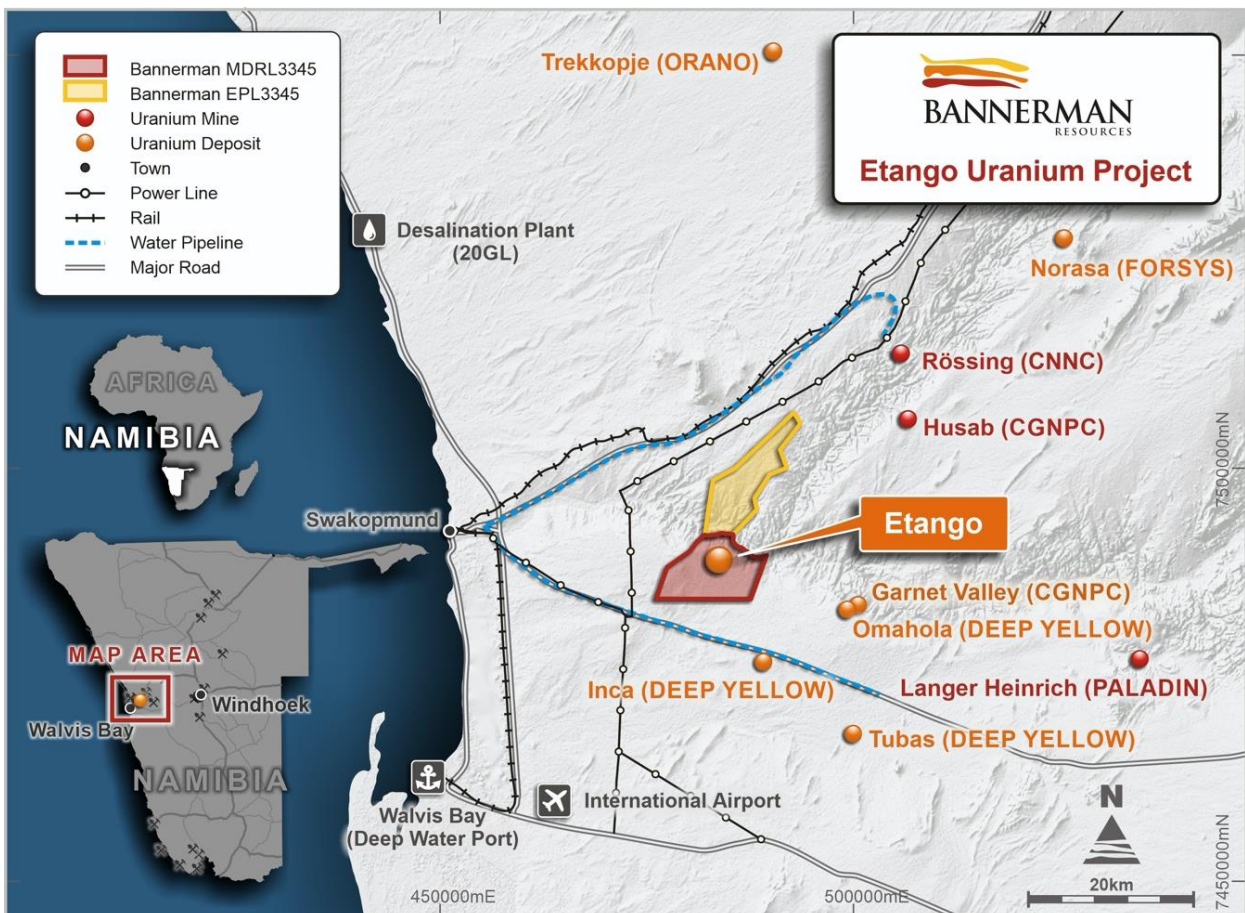 Bannerman MDRL3345
Bannerman EPL3345
Uranium Mine
Uranium Deposit
Town
Power Line
Rail
Water Pipeline
Major Road
Trekkopje (ORANO)
BANNERMAN
RESOURCES
Etango Uranium Project
Desalination Plant
(20GL)
Norasa (FORSYS)
Rössing (CNNC)
Husab (CGNPC)
AFRICA
NAMIBIA
7500000mN
Swakopmund
Etango
Garnet Valley (CGNPC)
Omahola (DEEP YELLOW)
MAP AREA
Windhoek
Walvis Bay
NAMIBIA
Inca (DEEP YELLOW)
Langer Heinrich (PALADIN)
Tubas (DEEP YELLOW)
Walvis Bay
(Deep Water Port)
International Airport
N
20km
450000mE
500000mE
7450000mN